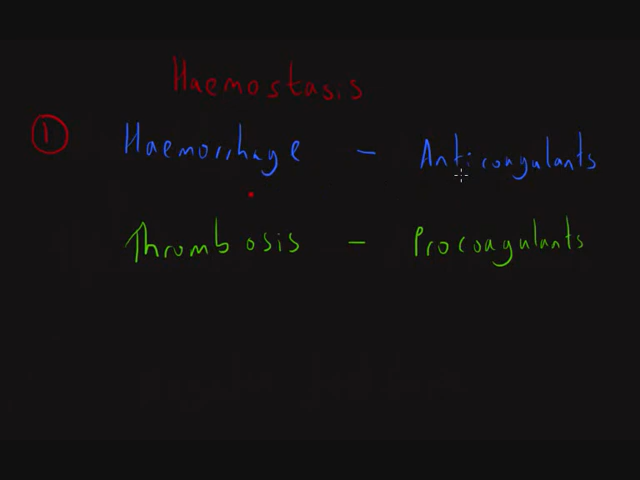 Haemostasis
① Haemorrhage - Anticoagulants
Thrombosis - Procoagulants